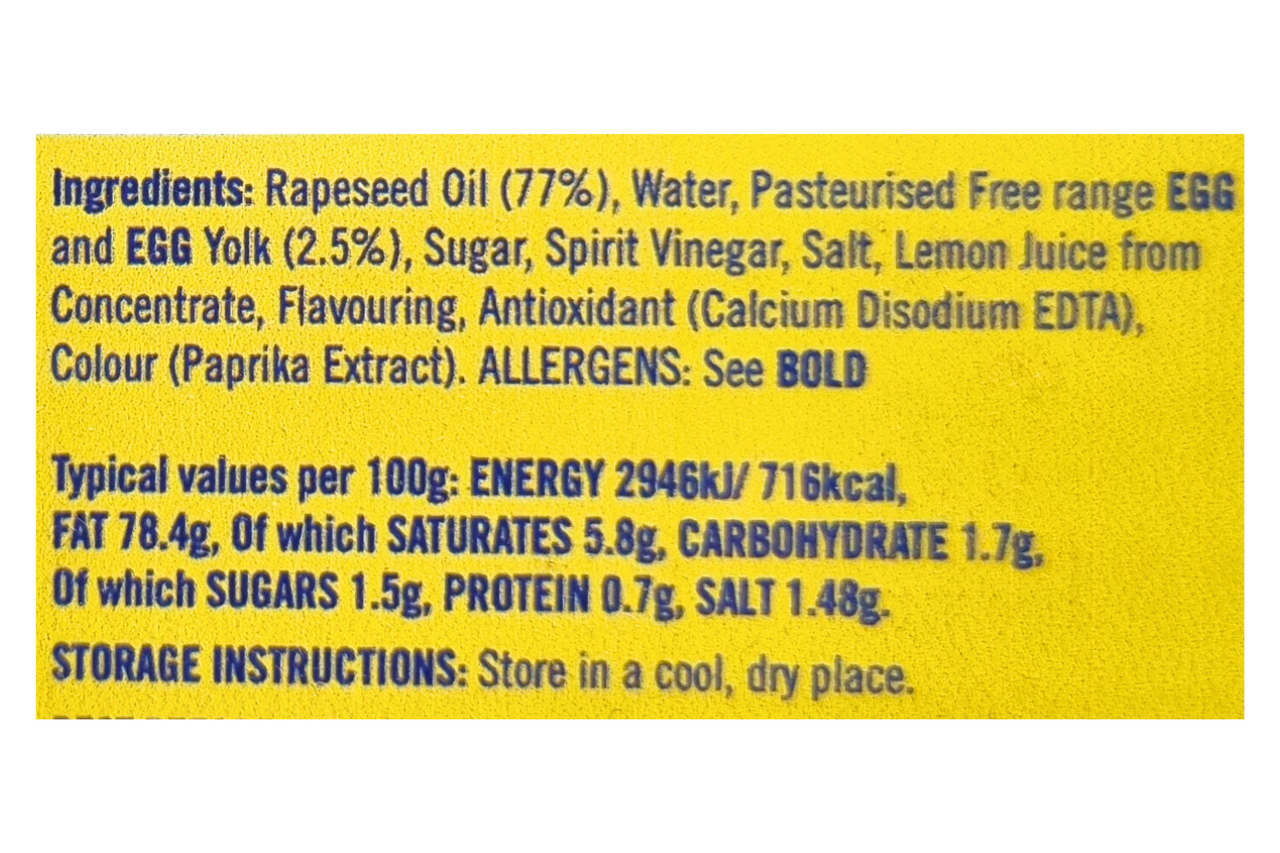 Ingredients: Rapeseed Oil (77%), Water, Pasteurised Free range EGG
and EGG Yolk (2.5%), Sugar, Spirit Vinegar, Salt, Lemon Juice from
Concentrate, Flavouring, Antioxidant (Calcium Disodium EDTA),
Colour (Paprika Extract). ALLERGENS: See BOLD
Typical values per 100g: ENERGY 2946kJ/ 716kcal,
FAT 78.4g, Of which SATURATES 5.8g, CARBOHYDRATE 1.7g,
Of which SUGARS 1.5g, PROTEIN 0.7g, SALT 1.48g.
STORAGE INSTRUCTIONS: Store in a cool, dry place.